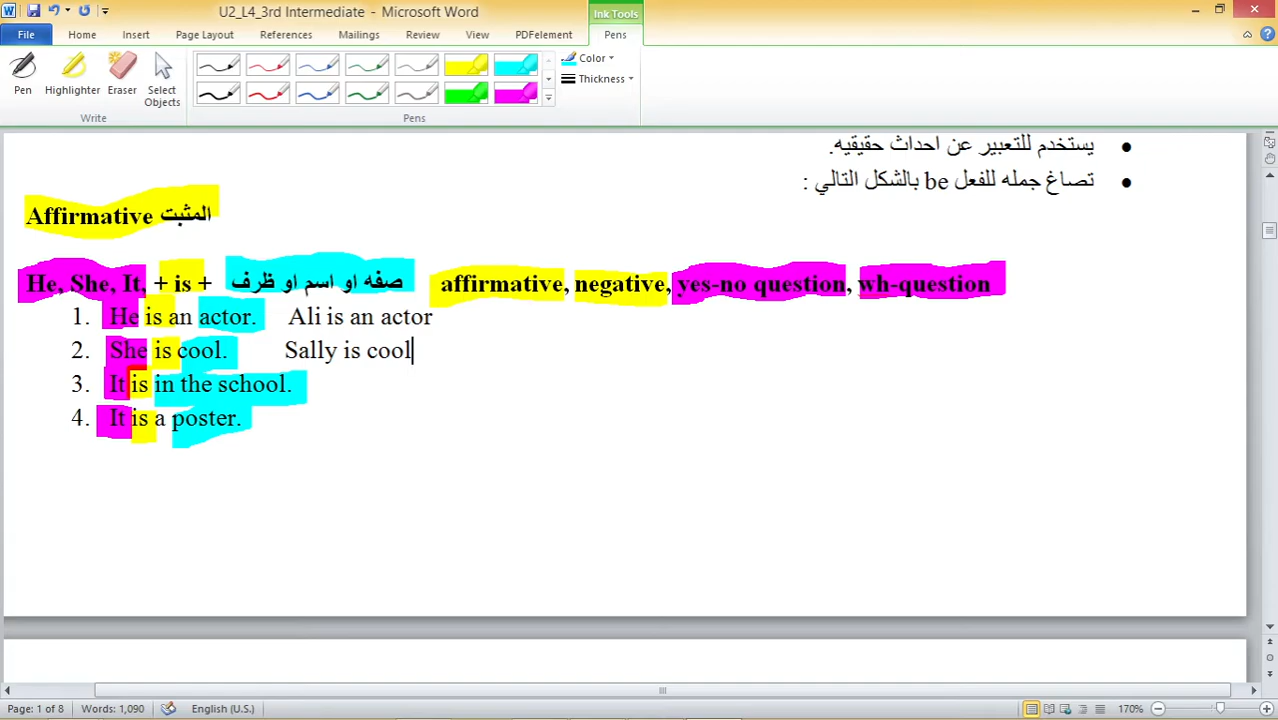 U2_L4_3rd Intermediate - Microsoft Word
Ink Tools
File Home Insert Page Layout References Mailings Review View PDFelement Pens
Pen Highlighter Eraser Select Objects
Color
Thickness
Write Pens
يستخدم للتعبير عن احداث حقيقيه.
تصاغ جمله للفعل be بالشكل التالي :
Affirmative المثبت
He, She, It, + is + صفه او اسم او ظرف affirmative, negative, yes-no question, wh-question
1. He is an actor. Ali is an actor
2. She is cool. Sally is cool
3. It is in the school.
4. It is a poster.
Page: 1 of 8 Words: 1,090 English (U.S.) 170%